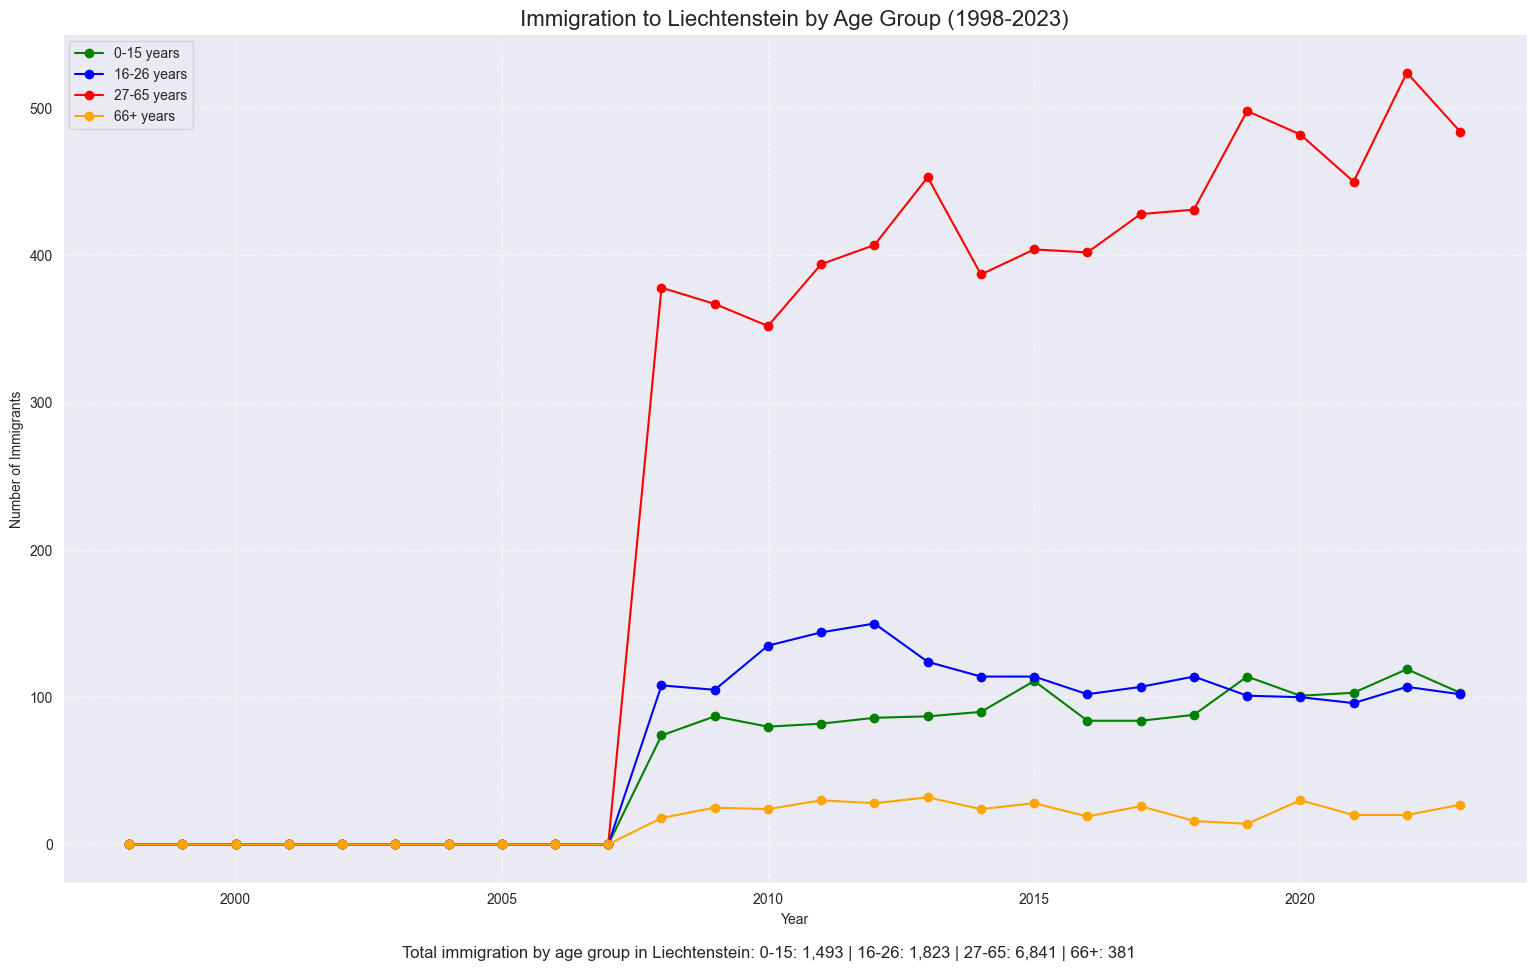 Immigration to Liechtenstein by Age Group (1998-2023)
0-15 years
16-26 years
27-65 years
66+ years
500
400
300
200
100
0
Number of Immigrants
2000 2005 2010 2015 2020
Year
Total immigration by age group in Liechtenstein: 0-15: 1,493 | 16-26: 1,823 | 27-65: 6,841 | 66+: 381